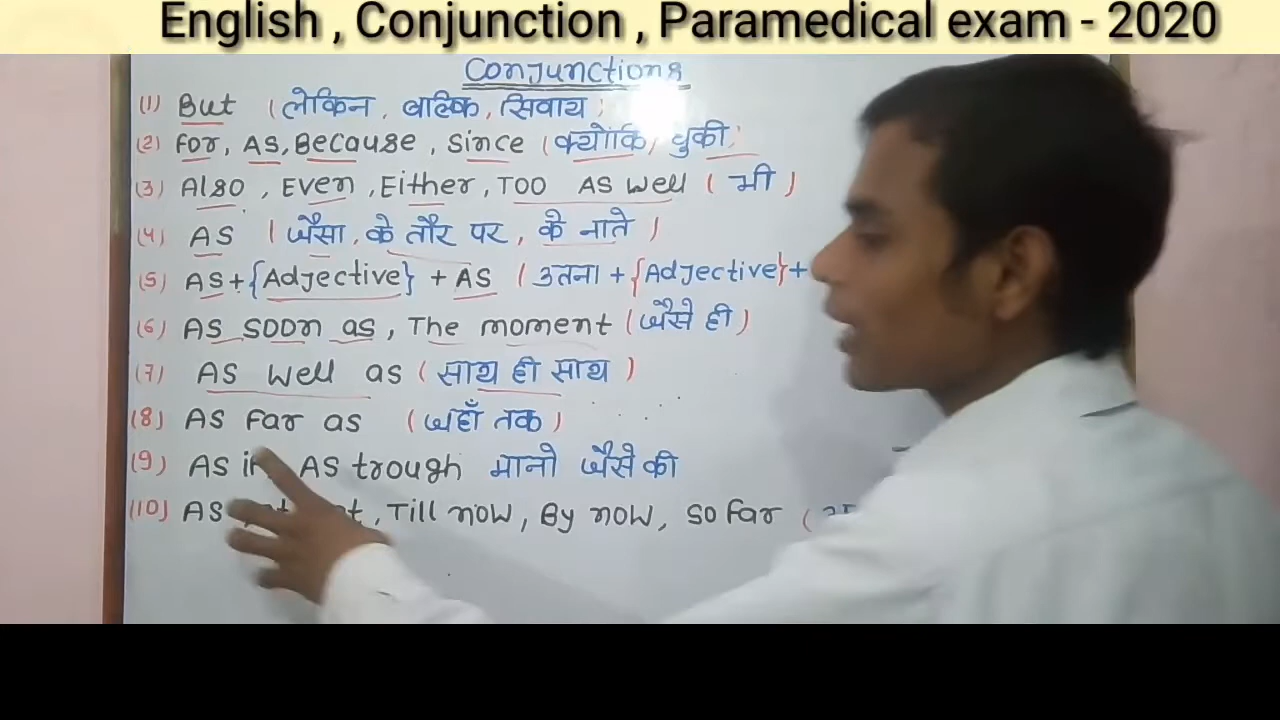 English , Conjunction , Paramedical exam - 2020
Conjunctions
(1) But (लेकिन, बल्कि, सिवाय)
(2) For, As, Because, Since (क्योंकि, चुकी)
(3) Also, Even, Either, Too As well (भी)
(4) As (जैसा, के तौर पर, के नाते)
(5) As+{Adjective} + As (उतना + {Adjective}+
(6) As soon as, The moment (जैसे ही)
(7) As well as (साथ ही साथ)
(8) As far as (जहाँ तक)
(9) As As trough मानो जैसे की
(10) As Till now, By now, So far (